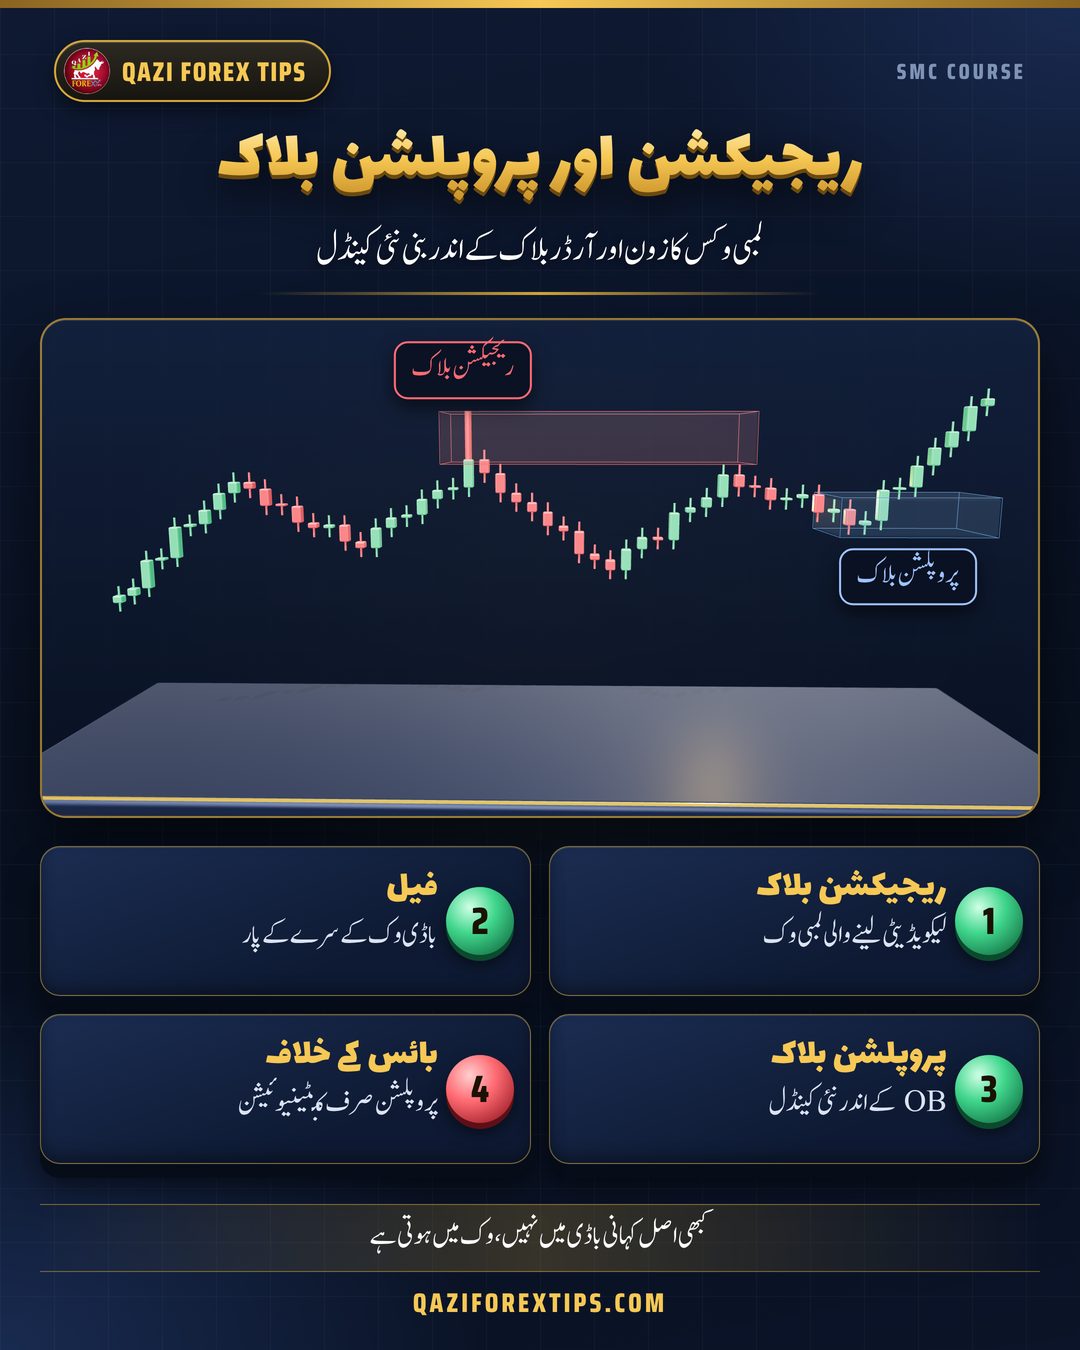 QAZI FOREX TIPS
SMC COURSE
ریجیکشن اور پروپلشن بلاک
لمبی وکس کا زون اور آرڈر بلاک کے اندر بنی نئی کینڈل
ریجیکشن بلاک
پروپلشن بلاک
1
ریجیکشن بلاک
لیکویڈیٹی لینے والی لمبی وک
2
فیل
باڈی وک کے سرے کے پار
3
پروپلشن بلاک
OB کے اندر نئی کینڈل
4
بائس کے خلاف
پروپلشن صرف کانٹینیوئیشن
کبھی اصل کہانی باڈی میں نہیں، وک میں ہوتی ہے
QAZIFOREXTIPS.COM